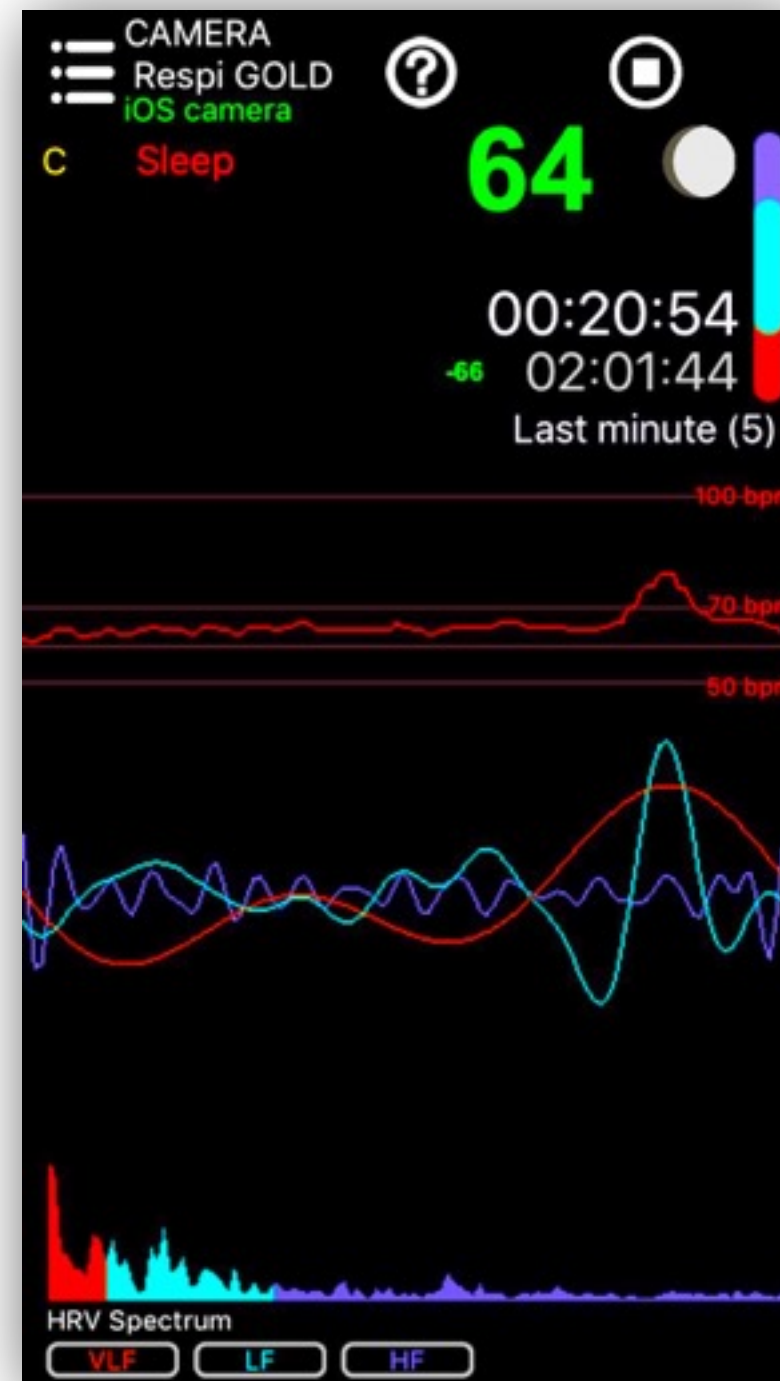 CAMERA
Respi GOLD
iOS camera
C Sleep 64
00:20:54
-66 02:01:44
Last minute (5)
100 bpm
70 bpm
50 bpm
HRV Spectrum
VLF LF HF